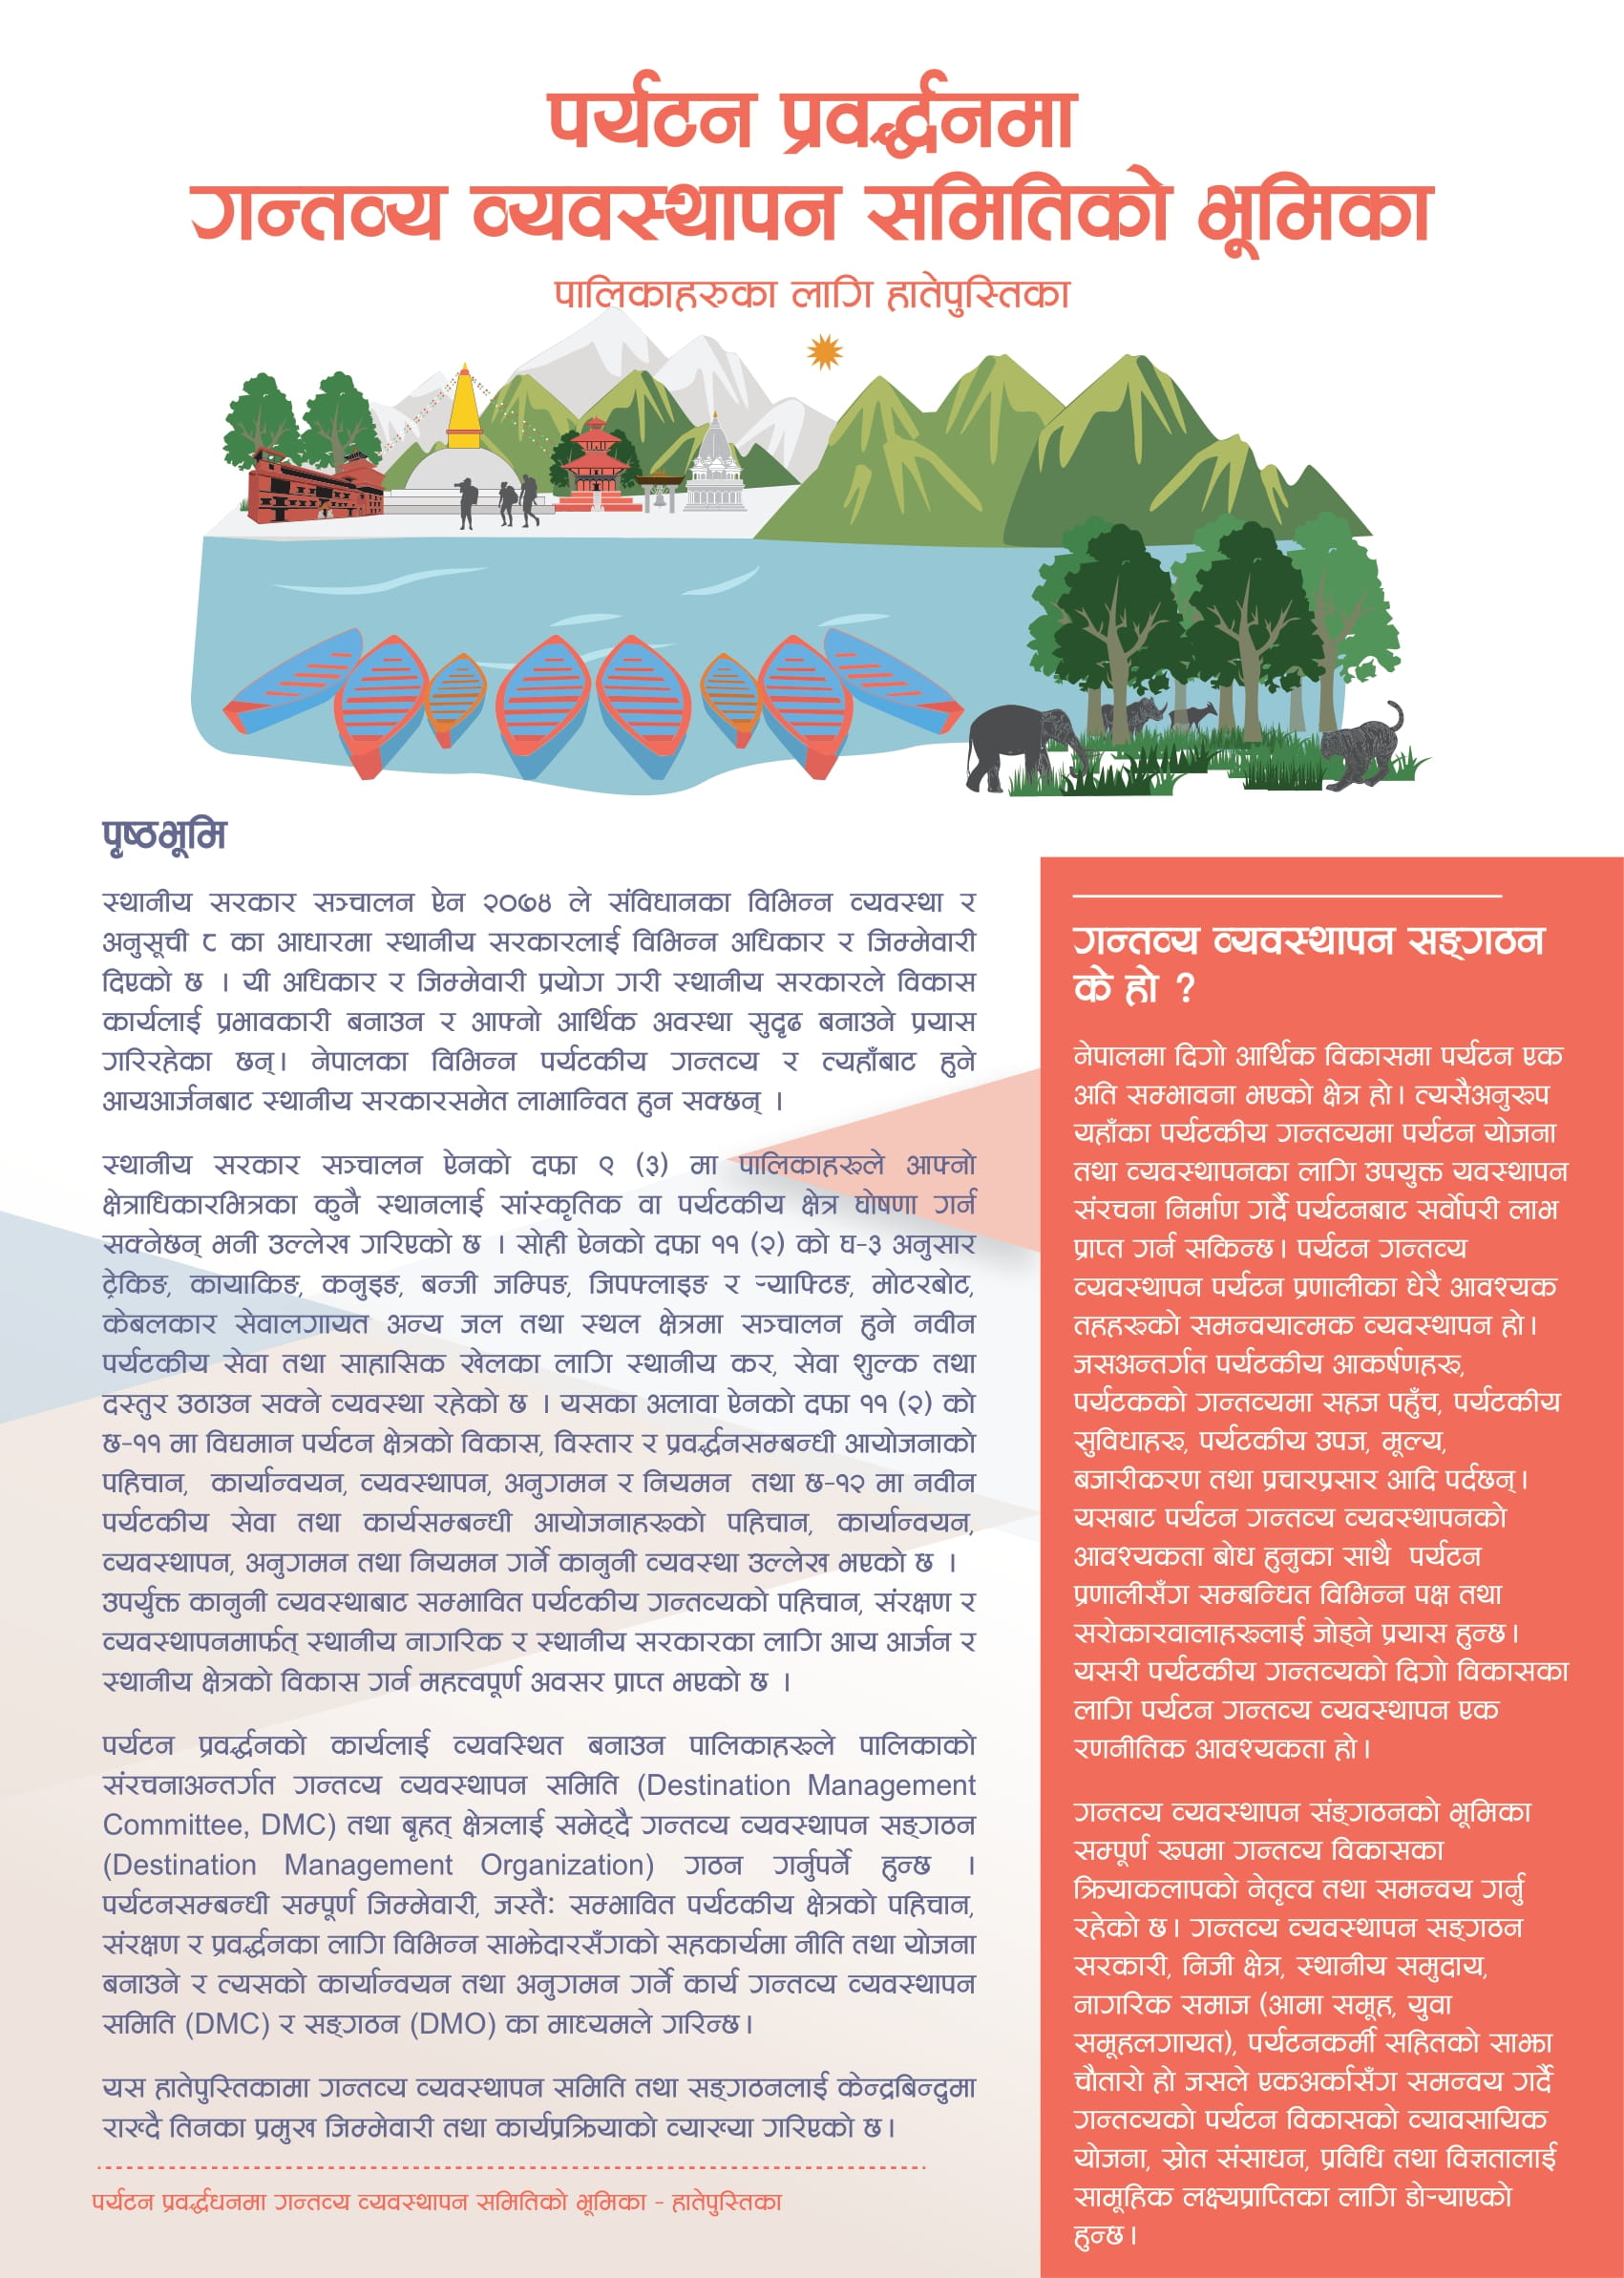 पर्यटन प्रवर्द्धनमा
गन्तव्य व्यवस्थापन समितिको भूमिका
पालिकाहरुका लागि हातेपुस्तिका
पृष्ठभूमि
स्थानीय सरकार सञ्चालन ऐन २०७४ ले संविधानका विभिन्न व्यवस्था र
अनुसूची ८ का आधारमा स्थानीय सरकारलाई विभिन्न अधिकार र जिम्मेवारी
दिएको छ । यी अधिकार र जिम्मेवारी प्रयोग गरी स्थानीय सरकारले विकास
कार्यलाई प्रभावकारी बनाउन र आफ्नो आर्थिक अवस्था सुदृढ बनाउने प्रयास
गरिरहेका छन्। नेपालका विभिन्न पर्यटकीय गन्तव्य र त्यहाँबाट हुने
आयआर्जनबाट स्थानीय सरकारसमेत लाभान्वित हुन सक्छन् ।
स्थानीय सरकार सञ्चालन ऐनको दफा ९ (३) मा पालिकाहरूले आफ्नो
क्षेत्राधिकारभित्रका कुनै स्थानलाई सांस्कृतिक वा पर्यटकीय क्षेत्र घोषणा गर्न
सक्नेछन् भनी उल्लेख गरिएको छ । सोही ऐनको दफा ११ (२) को घ-३ अनुसार
ट्रेकिङ, कायाकिङ, कनुइङ, बन्जी जम्पिङ, जिपफ्लाइङ र र्‍याफ्टिङ, मोटरबोट,
केबलकार सेवालगायत अन्य जल तथा स्थल क्षेत्रमा सञ्चालन हुने नवीन
पर्यटकीय सेवा तथा साहासिक खेलका लागि स्थानीय कर, सेवा शुल्क तथा
दस्तुर उठाउन सक्ने व्यवस्था रहेको छ । यसका अलावा ऐनको दफा ११ (२) को
छ-११ मा विद्यमान पर्यटन क्षेत्रको विकास, विस्तार र प्रवर्द्धनसम्बन्धी आयोजनाको
पहिचान, कार्यान्वयन, व्यवस्थापन, अनुगमन र नियमन तथा छ-१२ मा नवीन
पर्यटकीय सेवा तथा कार्यसम्बन्धी आयोजनाहरूको पहिचान, कार्यान्वयन,
व्यवस्थापन, अनुगमन तथा नियमन गर्ने कानुनी व्यवस्था उल्लेख भएको छ ।
उपर्युक्त कानुनी व्यवस्थाबाट सम्भावित पर्यटकीय गन्तव्यको पहिचान, संरक्षण र
व्यवस्थापनमार्फत् स्थानीय नागरिक र स्थानीय सरकारका लागि आय आर्जन र
स्थानीय क्षेत्रको विकास गर्न महत्त्वपूर्ण अवसर प्राप्त भएको छ ।
पर्यटन प्रवर्द्धनको कार्यलाई व्यवस्थित बनाउन पालिकाहरूले पालिकाको
संरचनाअन्तर्गत गन्तव्य व्यवस्थापन समिति (Destination Management
Committee, DMC) तथा बृहत् क्षेत्रलाई समेट्दै गन्तव्य व्यवस्थापन सङ्गठन
(Destination Management Organization) गठन गर्नुपर्ने हुन्छ ।
पर्यटनसम्बन्धी सम्पूर्ण जिम्मेवारी, जस्तैः सम्भावित पर्यटकीय क्षेत्रको पहिचान,
संरक्षण र प्रवर्द्धनका लागि विभिन्न साझेदारसँगको सहकार्यमा नीति तथा योजना
बनाउने र त्यसको कार्यान्वयन तथा अनुगमन गर्ने कार्य गन्तव्य व्यवस्थापन
समिति (DMC) र सङ्गठन (DMO) का माध्यमले गरिन्छ।
यस हातेपुस्तिकामा गन्तव्य व्यवस्थापन समिति तथा सङ्गठनलाई केन्द्रबिन्दुमा
राख्दै तिनका प्रमुख जिम्मेवारी तथा कार्यप्रक्रियाको व्याख्या गरिएको छ।
पर्यटन प्रवर्द्धधनमा गन्तव्य व्यवस्थापन समितिको भूमिका - हातेपुस्तिका
गन्तव्य व्यवस्थापन सङ्गठन
के हो ?
नेपालमा दिगो आर्थिक विकासमा पर्यटन एक
अति सम्भावना भएको क्षेत्र हो। त्यसैअनुरुप
यहाँका पर्यटकीय गन्तव्यमा पर्यटन योजना
तथा व्यवस्थापनका लागि उपयुक्त यवस्थापन
संरचना निर्माण गर्दै पर्यटनबाट सर्वोपरी लाभ
प्राप्त गर्न सकिन्छ। पर्यटन गन्तव्य
व्यवस्थापन पर्यटन प्रणालीका धेरै आवश्यक
तहहरुको समन्वयात्मक व्यवस्थापन हो।
जसअन्तर्गत पर्यटकीय आकर्षणहरु,
पर्यटकको गन्तव्यमा सहज पहुँच, पर्यटकीय
सुविधाहरु, पर्यटकीय उपज, मूल्य,
बजारीकरण तथा प्रचारप्रसार आदि पर्दछन्।
यसबाट पर्यटन गन्तव्य व्यवस्थापनको
आवश्यकता बोध हुनुका साथै पर्यटन
प्रणालीसँग सम्बन्धित विभिन्न पक्ष तथा
सरोकारवालाहरूलाई जोड्ने प्रयास हुन्छ।
यसरी पर्यटकीय गन्तव्यको दिगो विकासका
लागि पर्यटन गन्तव्य व्यवस्थापन एक
रणनीतिक आवश्यकता हो।
गन्तव्य व्यवस्थापन संङ्गठनको भूमिका
सम्पूर्ण रुपमा गन्तव्य विकासका
क्रियाकलापको नेतृत्व तथा समन्वय गर्नु
रहेको छ। गन्तव्य व्यवस्थापन सङ्गठन
सरकारी, निजी क्षेत्र, स्थानीय समुदाय,
नागरिक समाज (आमा समूह, युवा
समूहलगायत), पर्यटनकर्मी सहितको साझा
चौतारो हो जसले एकअर्कासँग समन्वय गर्दै
गन्तव्यको पर्यटन विकासको व्यावसायिक
योजना, स्रोत संसाधन, प्रविधि तथा विज्ञतालाई
सामूहिक लक्ष्यप्राप्तिका लागि डोर्‍याएको
हुन्छ।